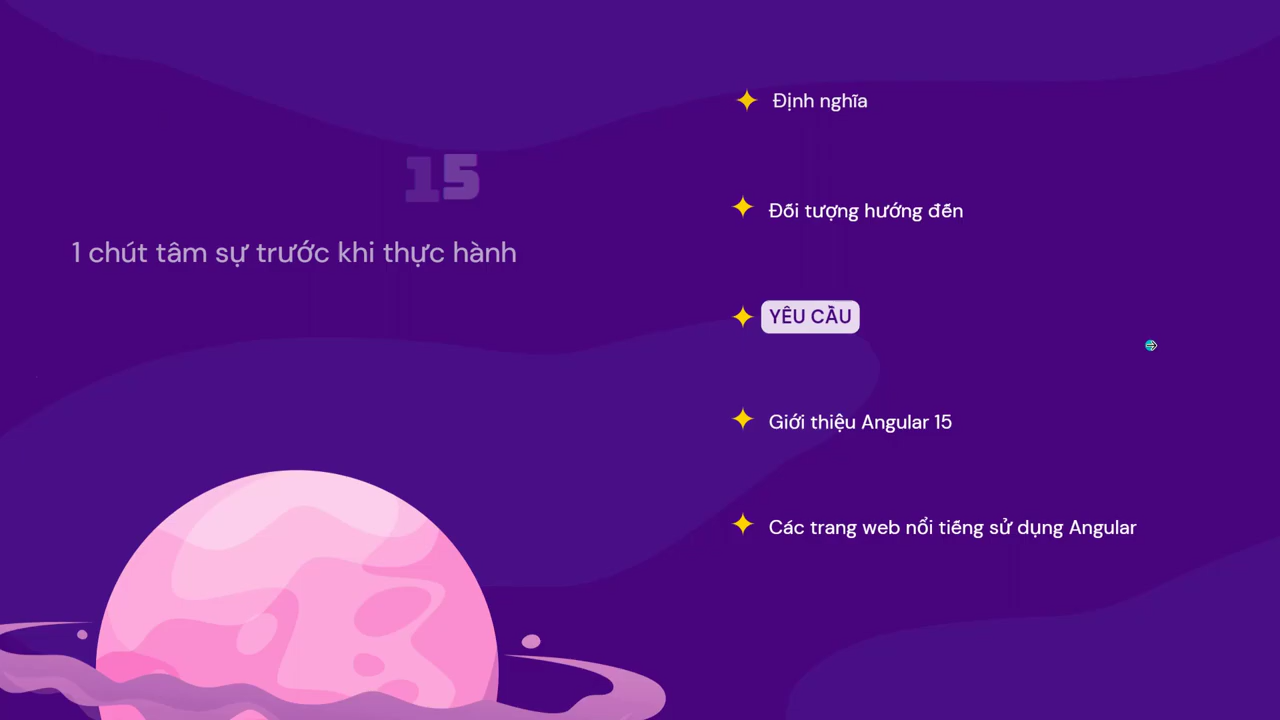 15
1 chút tâm sự trước khi thực hành
Định nghĩa
Đối tượng hướng đến
YÊU CẦU
Giới thiệu Angular 15
Các trang web nổi tiếng sử dụng Angular